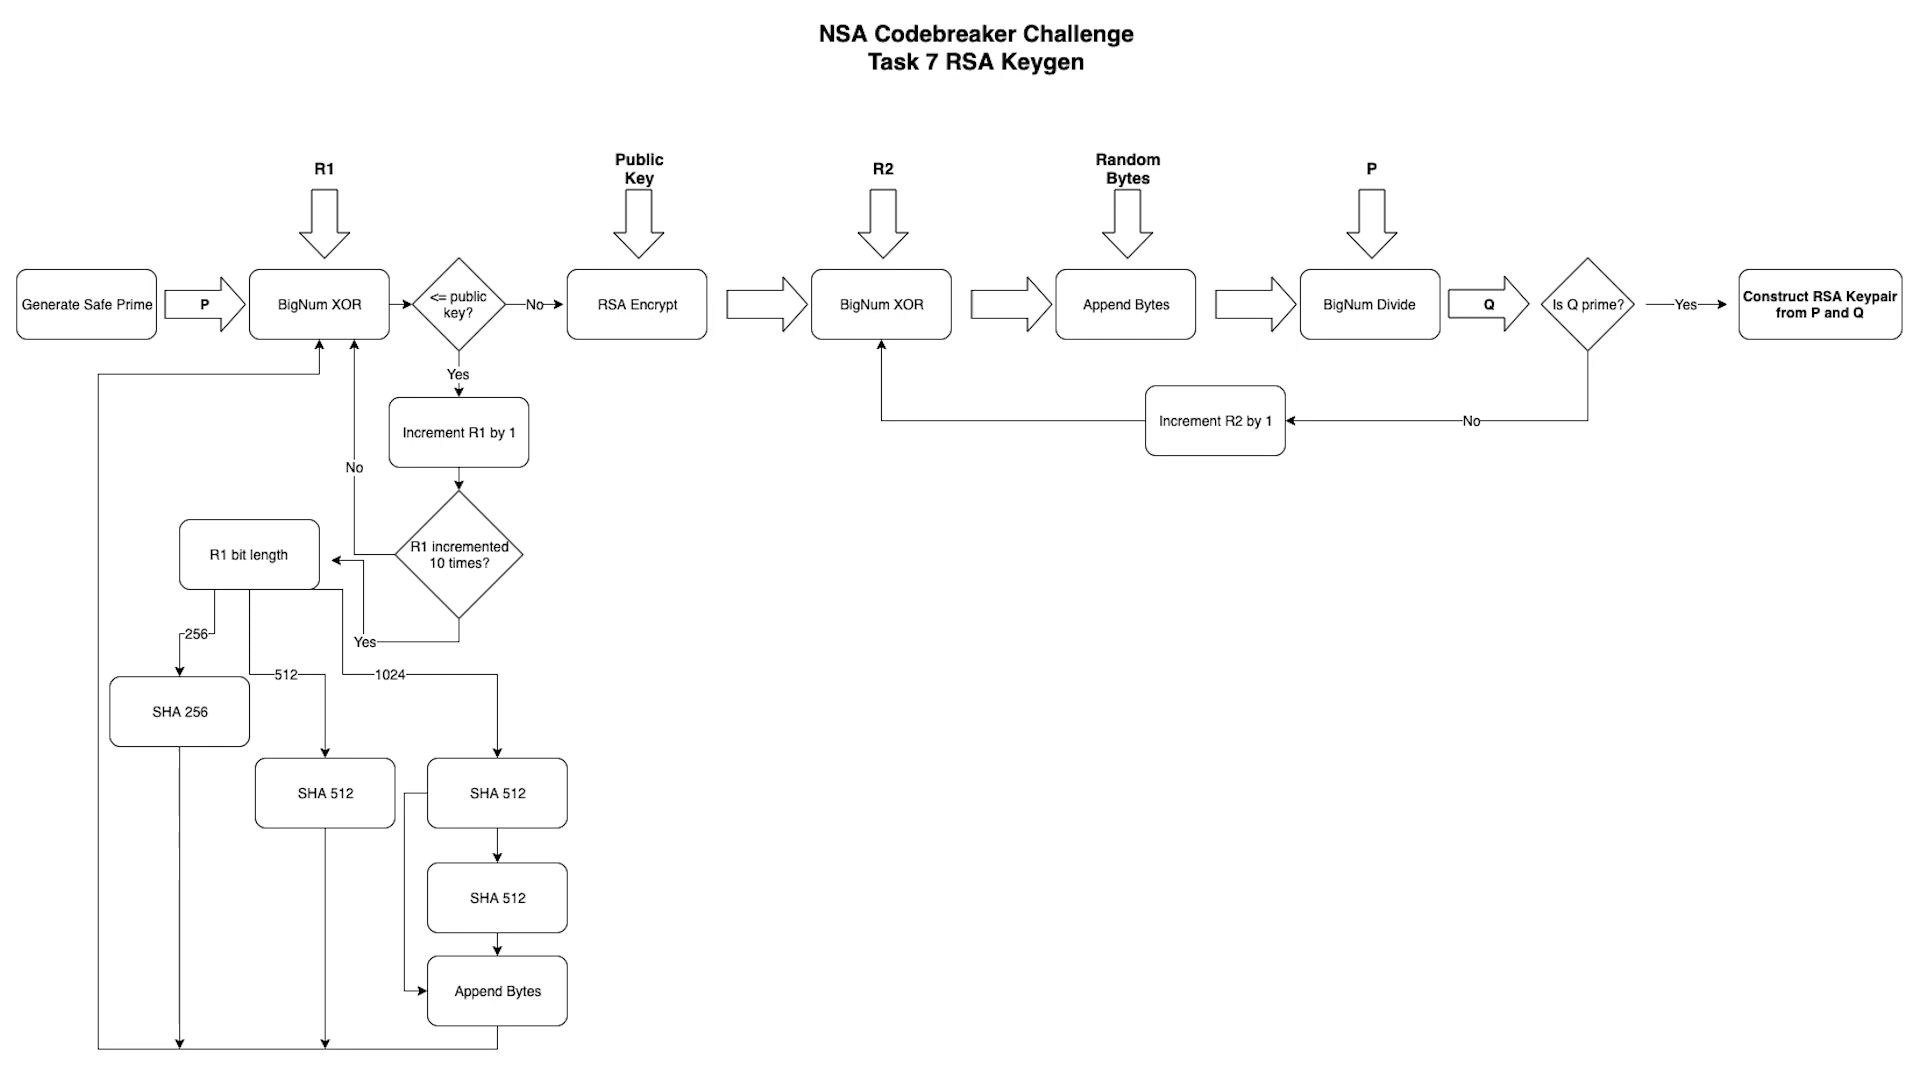 NSA Codebreaker Challenge
Task 7 RSA Keygen
R1
Public
Key
R2
Random
Bytes
P
Generate Safe Prime
P
BigNum XOR
<= public
key?
No
RSA Encrypt
BigNum XOR
Append Bytes
BigNum Divide
Q
Is Q prime?
Yes
Construct RSA Keypair
from P and Q
Yes
Increment R1 by 1
Increment R2 by 1
No
No
R1 incremented
10 times?
R1 bit length
Yes
256
512
1024
SHA 256
SHA 512
SHA 512
SHA 512
Append Bytes